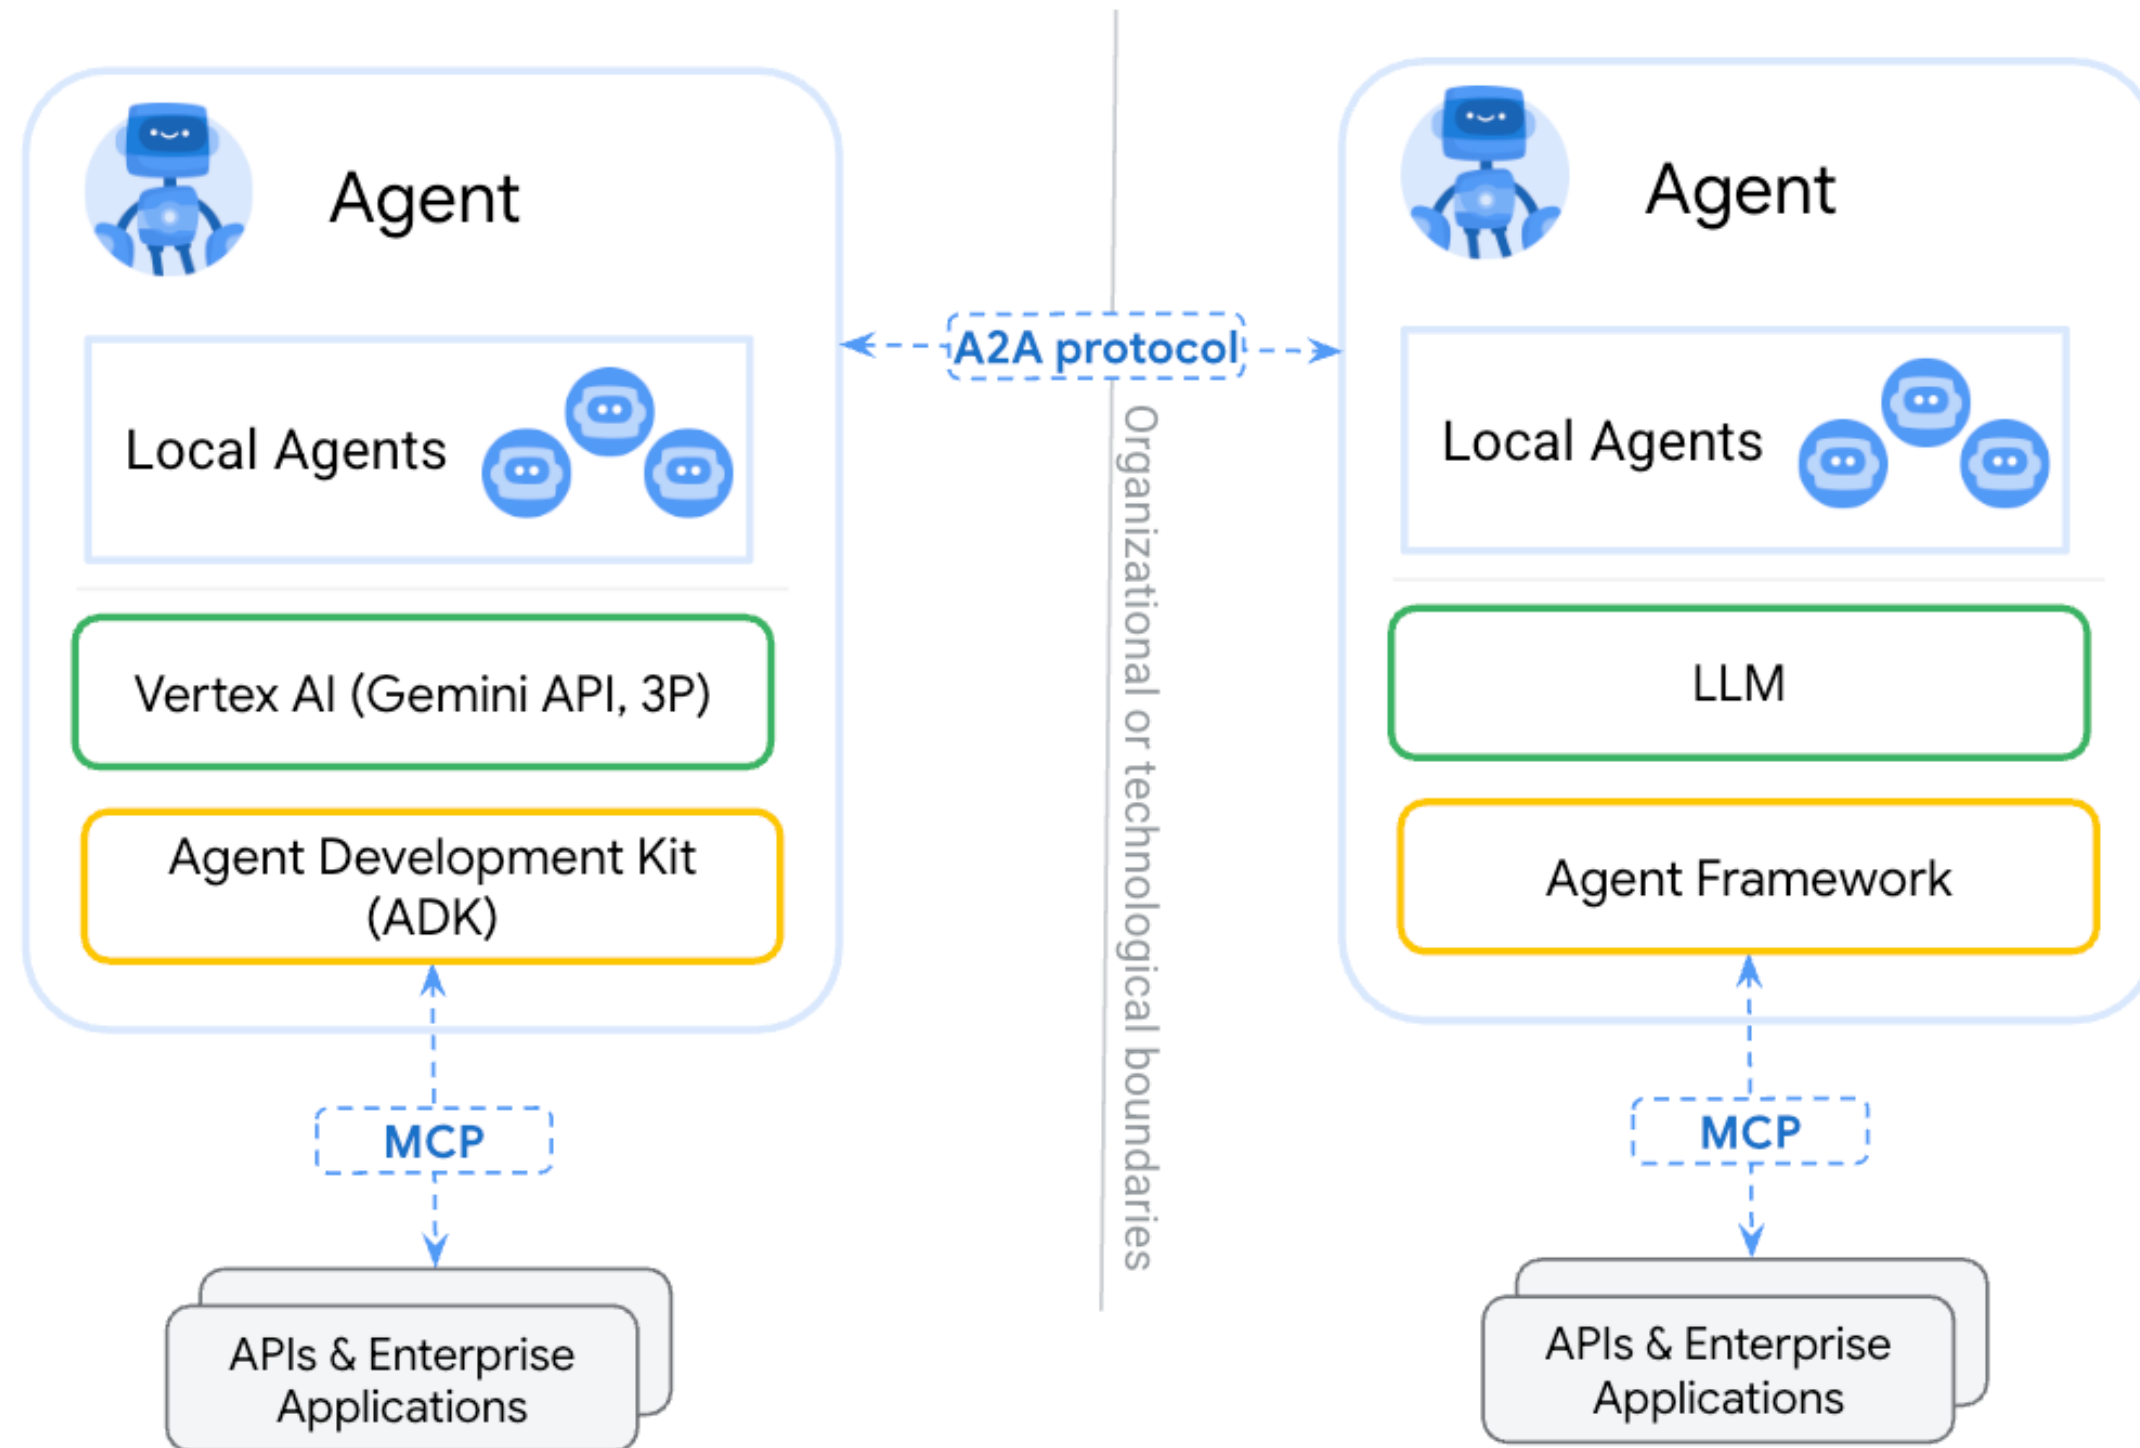 Agent
Local Agents
Vertex AI (Gemini API, 3P)
Agent Development Kit
(ADK)
MCP
APIs & Enterprise
Applications
A2A protocol
Organizational or technological boundaries
Agent
Local Agents
LLM
Agent Framework
MCP
APIs & Enterprise
Applications